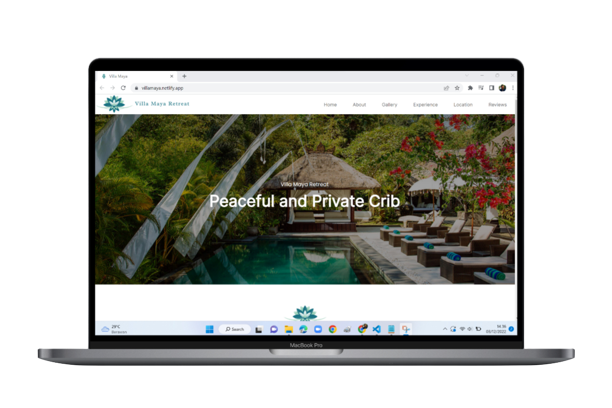 Villa Maya
villamaya.netlify.app
Villa Maya Retreat
Home About Gallery Experience Location Reviews
Villa Maya Retreat
Peaceful and Private Crib
29°C
Search
MacBook Pro